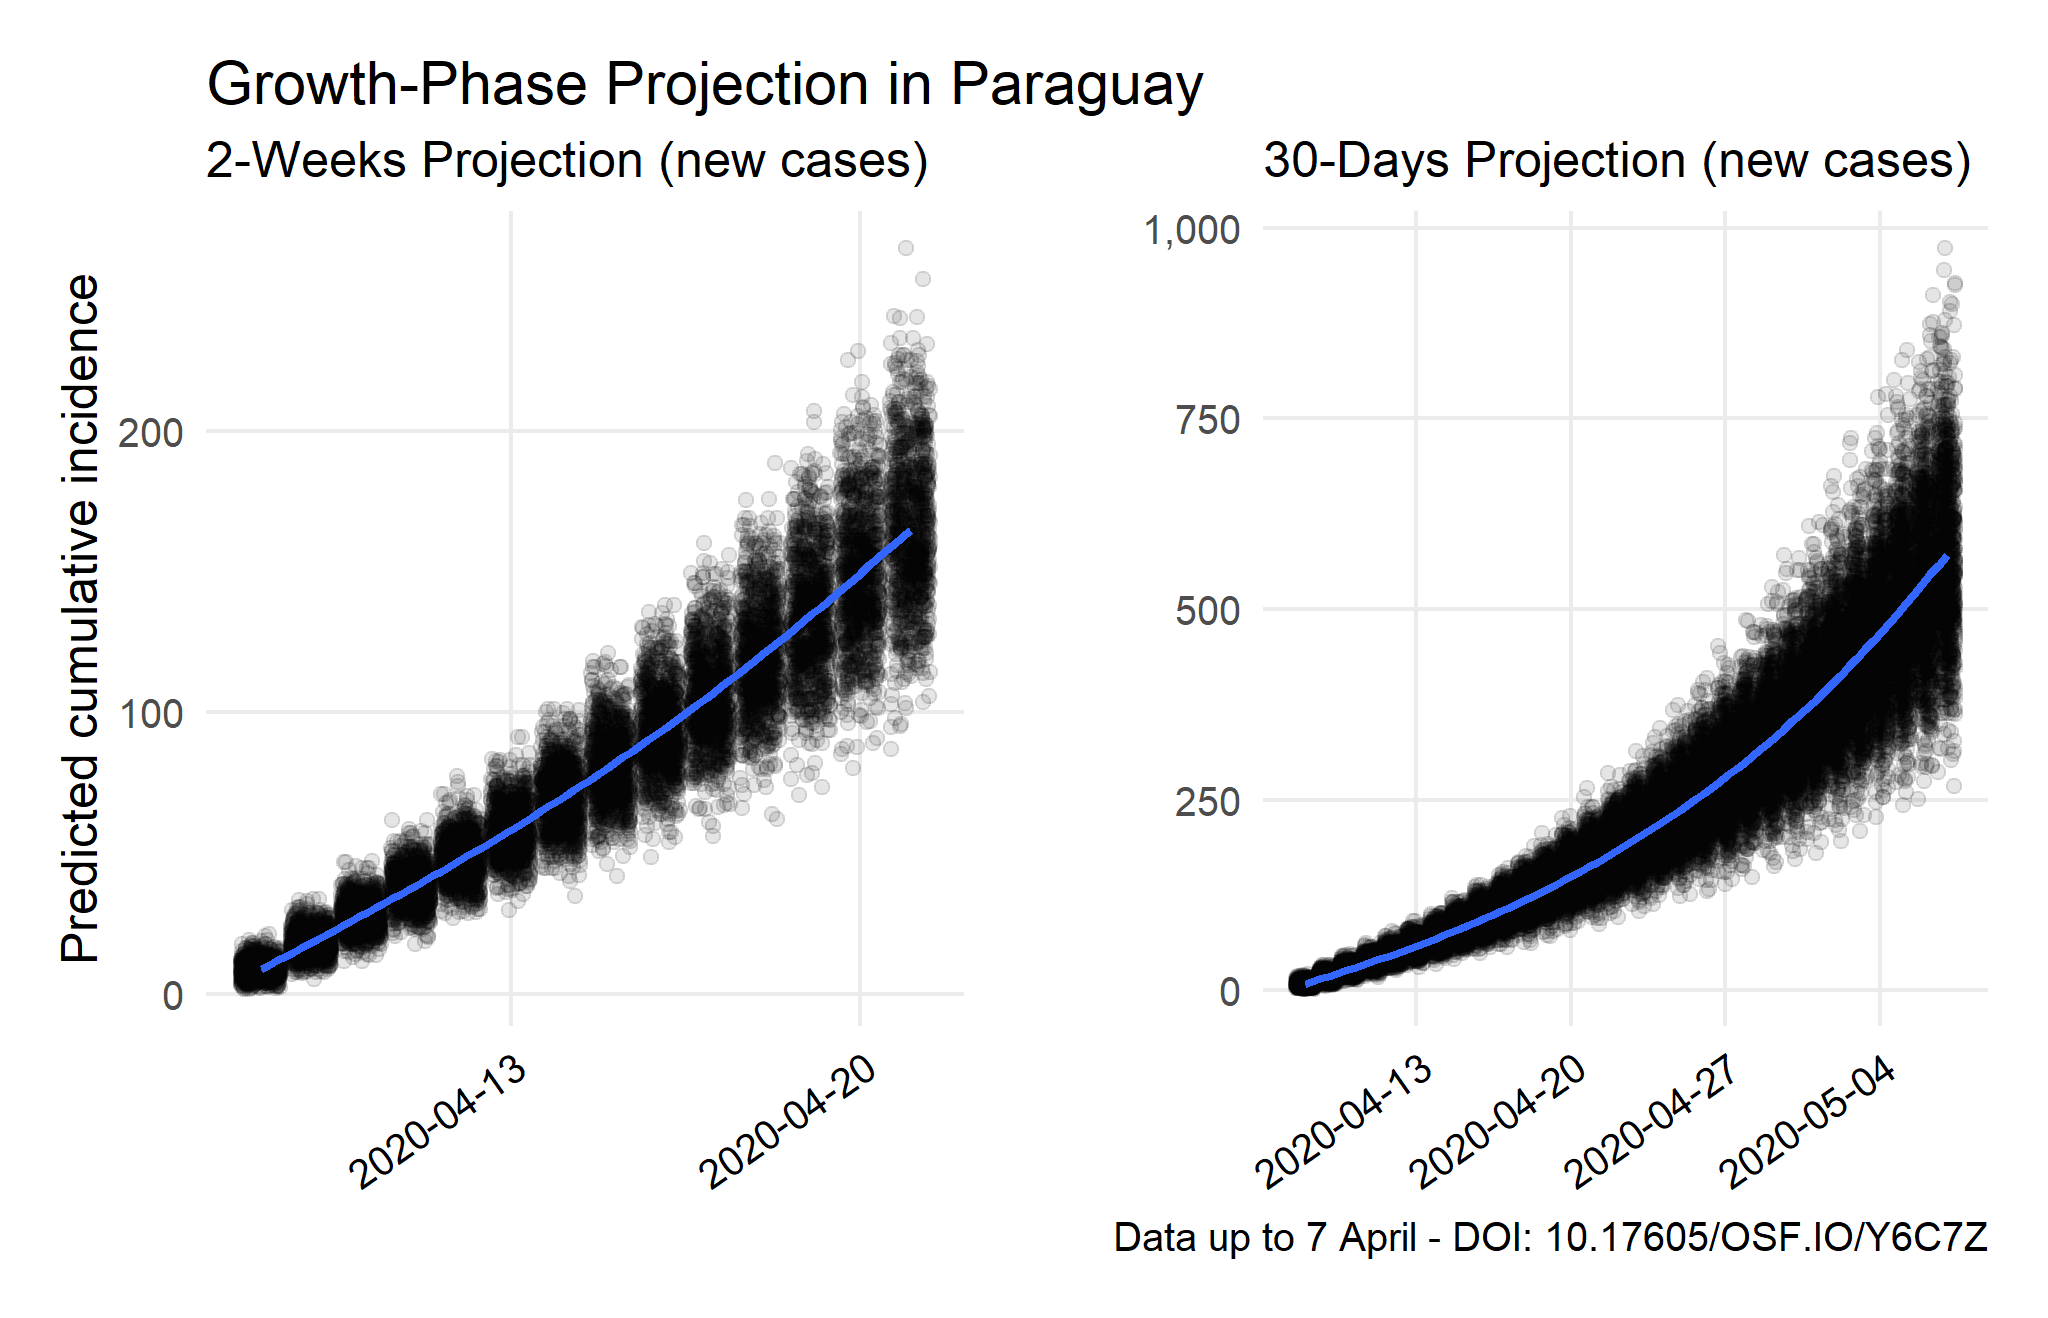 Growth-Phase Projection in Paraguay
2-Weeks Projection (new cases)
Predicted cumulative incidence
200
100
0
2020-04-13
2020-04-20
30-Days Projection (new cases)
1,000
750
500
250
0
2020-04-13
2020-04-20
2020-04-27
2020-05-04
Data up to 7 April - DOI: 10.17605/OSF.IO/Y6C7Z